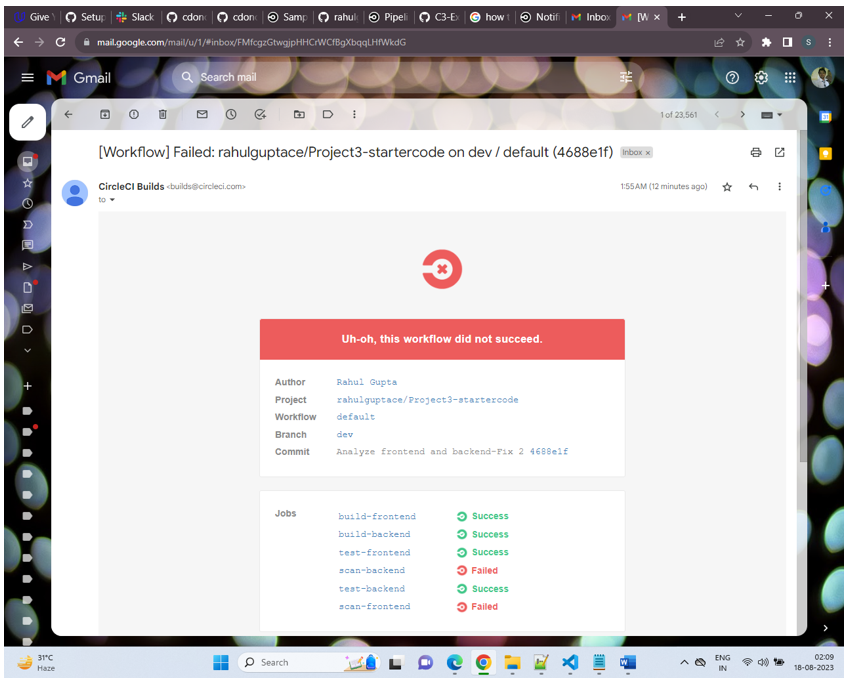 Give \
Setup
Slack
cdon
cdon
Samp
rahul
Pipeli
C3-Ex
how t
Notifi
Inbox
[W
mail.google.com/mail/u/1/#inbox/FMfcgzGtwgjpHHCrWCfBgXbqqLHfWkdG
S
Gmail
Search mail
1 of 23,561
[Workflow] Failed: rahulguptace/Project3-startercode on dev / default (4688e1f)
Inbox x
CircleCI Builds <builds@circleci.com>
1:55 AM (12 minutes ago)
to
Uh-oh, this workflow did not succeed.
Author Rahul Gupta
Project rahulguptace/Project3-startercode
Workflow default
Branch dev
Commit Analyze frontend and backend-Fix 2 4688e1f
Jobs build-frontend Success
build-backend Success
test-frontend Success
scan-backend Failed
test-backend Success
scan-frontend Failed
31°C
Haze
Search
ENG
IN
02:09
18-08-2023